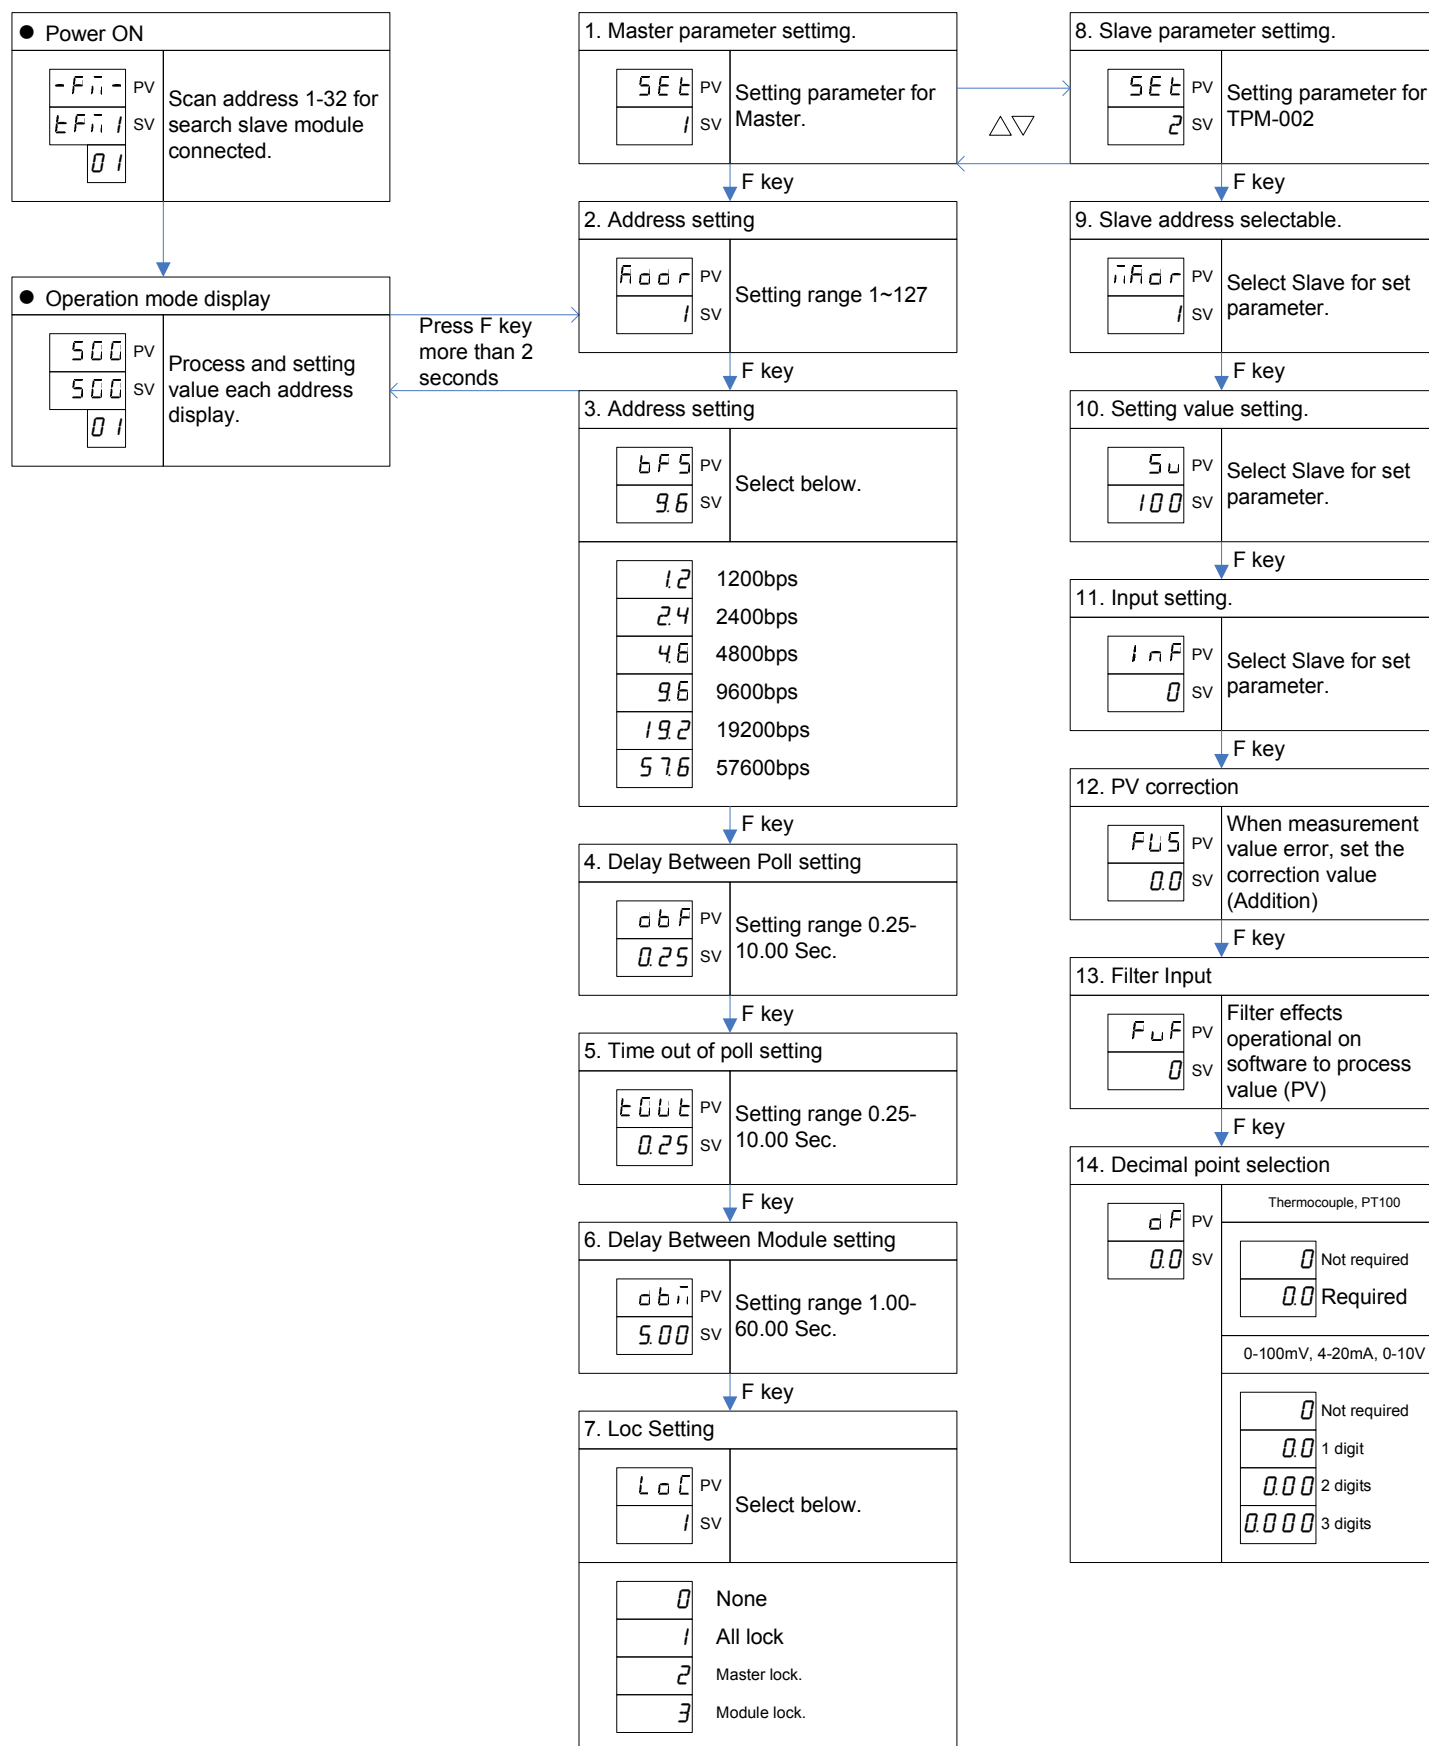 ● Power ON
-Pm- PV
tPm1 SV
01
Scan address 1-32 for
search slave module
connected.
● Operation mode display
500 PV
500 SV
01
Process and setting
value each address
display.
Press F key
more than 2
seconds
1. Master parameter settimg.
SEt PV
1 SV
Setting parameter for
Master.
F key
2. Address setting
Addr PV
1 SV
Setting range 1~127
F key
3. Address setting
bPS PV
9.6 SV
Select below.
1.2 1200bps
2.4 2400bps
4.8 4800bps
9.6 9600bps
19.2 19200bps
57.6 57600bps
F key
4. Delay Between Poll setting
dbP PV
0.25 SV
Setting range 0.25-
10.00 Sec.
F key
5. Time out of poll setting
tOUt PV
0.25 SV
Setting range 0.25-
10.00 Sec.
F key
6. Delay Between Module setting
dbm PV
5.00 SV
Setting range 1.00-
60.00 Sec.
F key
7. Loc Setting
LoC PV
1 SV
Select below.
0 None
1 All lock
2 Master lock.
3 Module lock.
△▽
8. Slave parameter settimg.
SEt PV
2 SV
Setting parameter for
TPM-002
F key
9. Slave address selectable.
mAdr PV
1 SV
Select Slave for set
parameter.
F key
10. Setting value setting.
Sv PV
100 SV
Select Slave for set
parameter.
F key
11. Input setting.
InP PV
0 SV
Select Slave for set
parameter.
F key
12. PV correction
PVS PV
0.0 SV
When measurement
value error, set the
correction value
(Addition)
F key
13. Filter Input
PvF PV
0 SV
Filter effects
operational on
software to process
value (PV)
F key
14. Decimal point selection
dP PV
0.0 SV
Thermocouple, PT100
0 Not required
0.0 Required
0-100mV, 4-20mA, 0-10V
0 Not required
0.0 1 digit
0.00 2 digits
0.000 3 digits